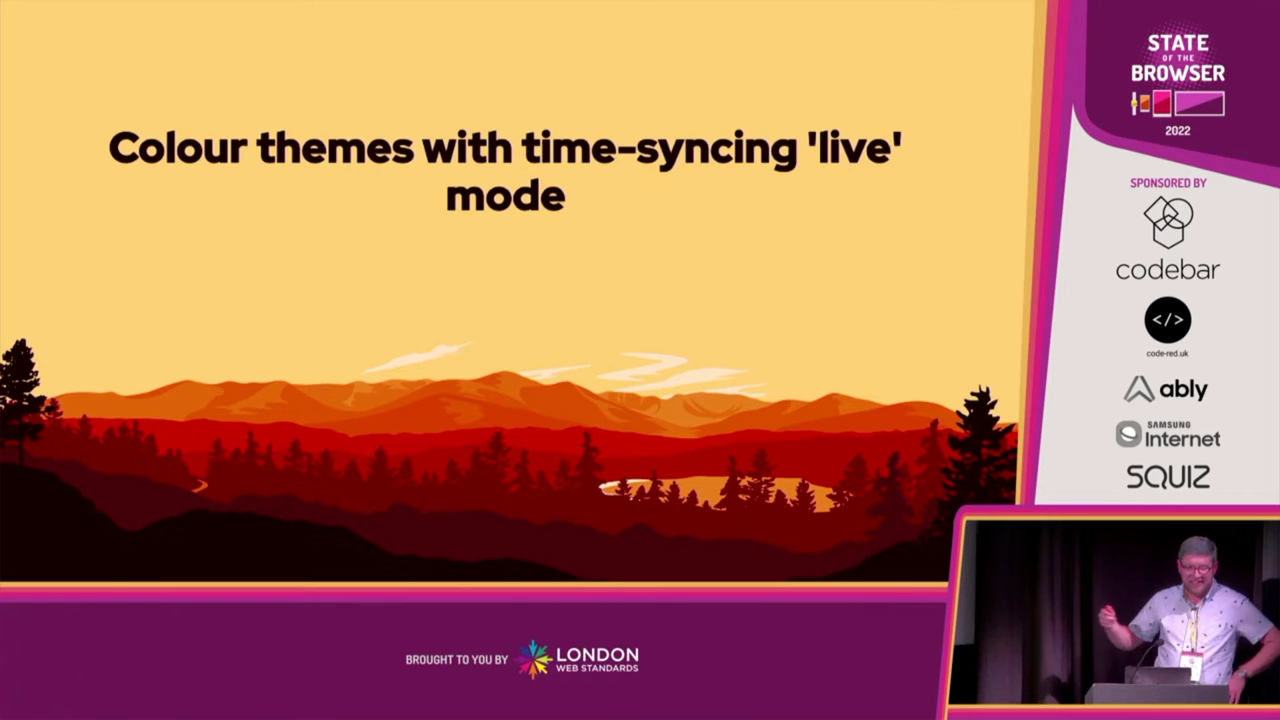 Colour themes with time-syncing 'live'
mode
STATE
OF THE
BROWSER
2022
SPONSORED BY
codebar
</>
code-red.uk
ably
SAMSUNG
Internet
SQUIZ
BROUGHT TO YOU BY
LONDON
WEB STANDARDS